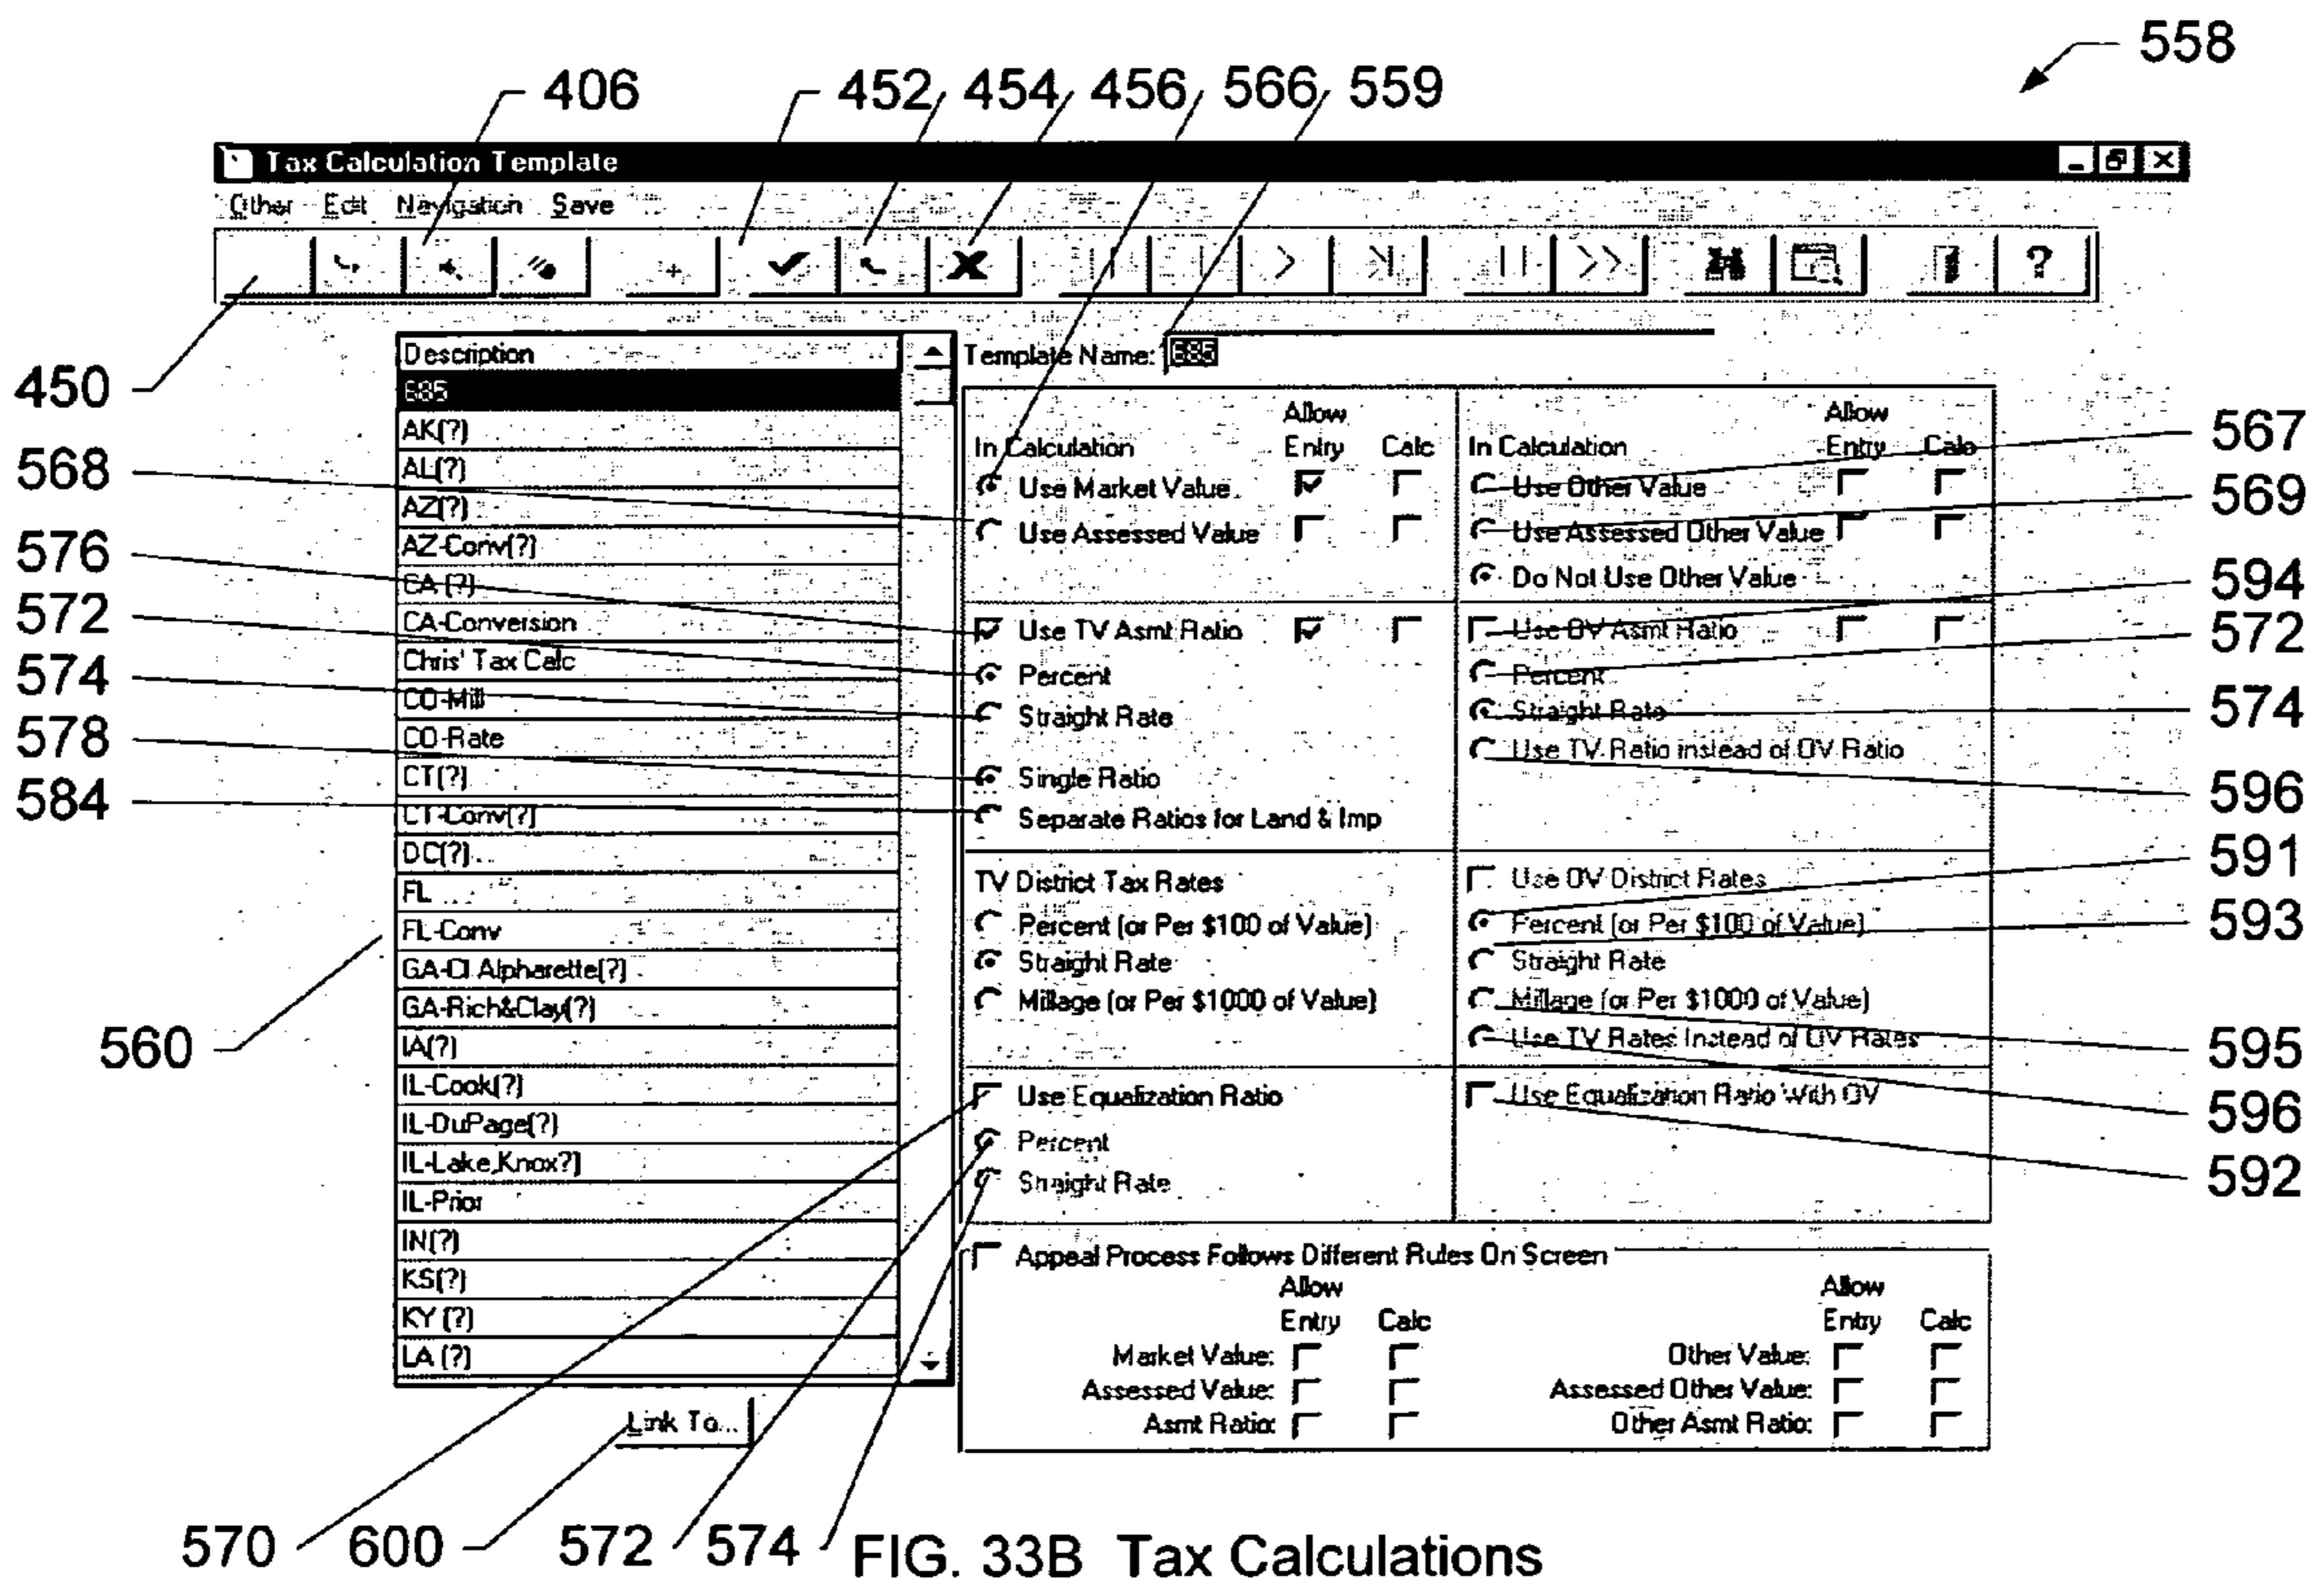 558
406 452 454 456 566 559
Tax Calculation Template
Other Edit Navigation Save
?
450
568
576
572
574
578
584
560
Description
685
AK(?)
AL(?)
AZ(?)
AZ-Conv(?)
CA (?)
CA-Conversion
Chris' Tax Calc
CO-Mill
CO-Rate
CT(?)
CT-Conv(?)
DC(?)
FL
FL-Conv
GA-CI Alpharette(?)
GA-Rich&Clay(?)
IA(?)
IL-Cook(?)
IL-DuPage(?)
IL-Lake,Knox?)
IL-Prior
IN(?)
KS(?)
KY (?)
LA (?)
Link To...
Template Name: 685
Allow
In Calculation Entry Calc
Use Market Value
Use Assessed Value
Use TV Asmt Ratio
Percent
Straight Rate
Single Ratio
Separate Ratios for Land & Imp
TV District Tax Rates
Percent (or Per $100 of Value)
Straight Rate
Millage (or Per $1000 of Value)
Use Equalization Ratio
Percent
Straight Rate
Allow
In Calculation Entry Calc
Use Other Value
Use Assessed Other Value
Do Not Use Other Value
Use OV Asmt Ratio
Percent
Straight Rate
Use TV Ratio instead of OV Ratio
Use OV District Rates
Percent (or Per $100 of Value)
Straight Rate
Millage (or Per $1000 of Value)
Use TV Rates Instead of OV Rates
Use Equalization Ratio With OV
Appeal Process Follows Different Rules On Screen
Allow Allow
Entry Calc Entry Calc
Market Value: Other Value:
Assessed Value: Assessed Other Value:
Asmt Ratio: Other Asmt Ratio:
567
569
594
572
574
596
591
593
595
596
592
570 600 572 574
FIG. 33B Tax Calculations